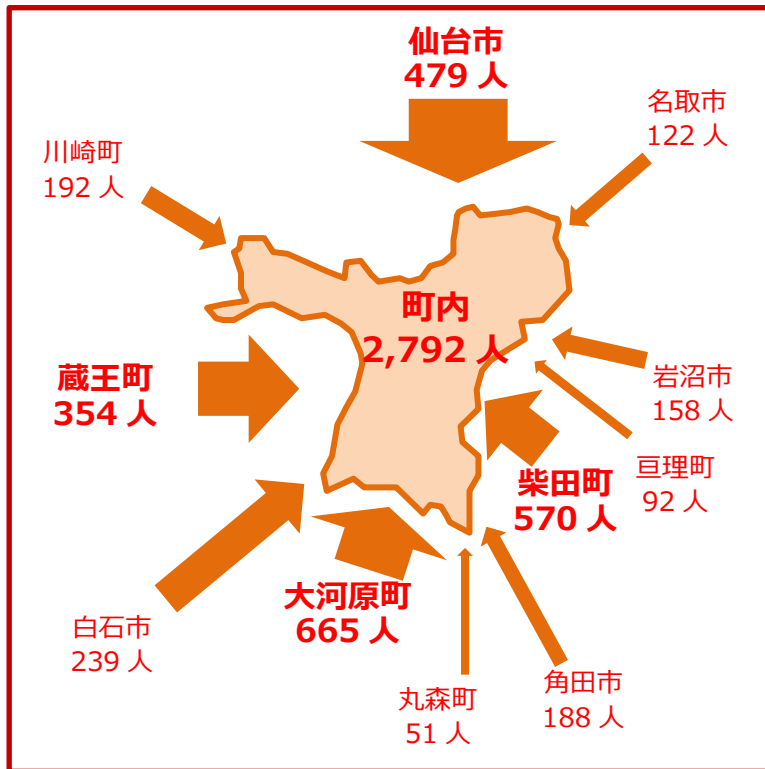 仙台市
479 人
名取市
122 人
川崎町
192 人
町内
2,792 人
蔵王町
354 人
岩沼市
158 人
亘理町
92 人
柴田町
570 人
大河原町
665 人
白石市
239 人
丸森町
51 人
角田市
188 人